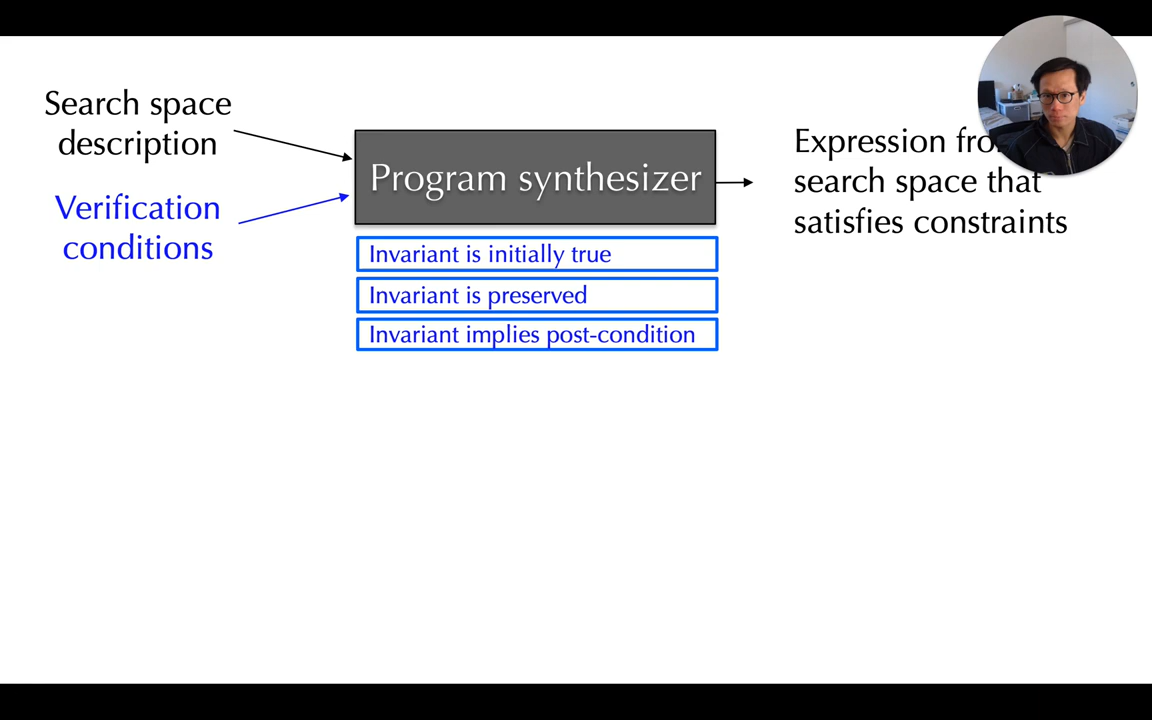 Search space
description
Verification
conditions
Program synthesizer
Invariant is initially true
Invariant is preserved
Invariant implies post-condition
Expression
search space that
satisfies constraints